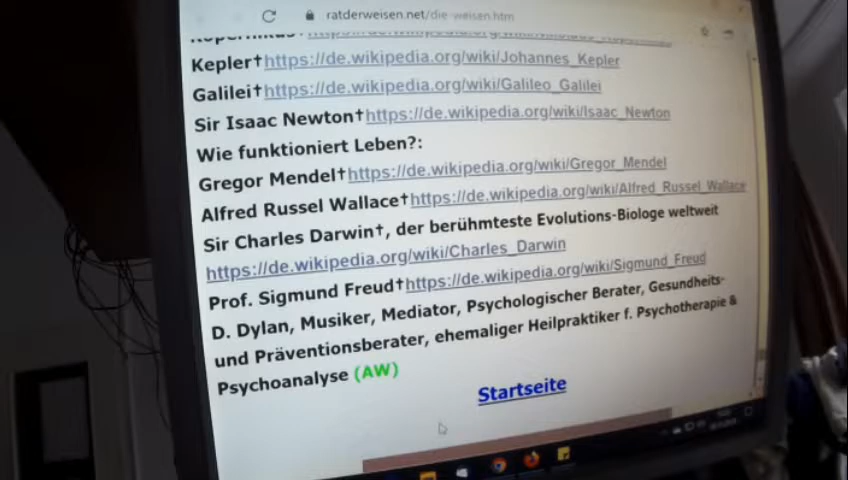 ratderweisen.net/die-weisen.htm
Kepler†https://de.wikipedia.org/wiki/Johannes_Kepler
Galilei†https://de.wikipedia.org/wiki/Galileo_Galilei
Sir Isaac Newton†https://de.wikipedia.org/wiki/Isaac_Newton
Wie funktioniert Leben?:
Gregor Mendel†https://de.wikipedia.org/wiki/Gregor_Mendel
Alfred Russel Wallace†https://de.wikipedia.org/wiki/Alfred_Russel_Wallace
Sir Charles Darwin†, der berühmteste Evolutions-Biologe weltweit
https://de.wikipedia.org/wiki/Charles_Darwin
Prof. Sigmund Freud†https://de.wikipedia.org/wiki/Sigmund_Freud
D. Dylan, Musiker, Mediator, Psychologischer Berater, Gesundheits-
und Präventionsberater, ehemaliger Heilpraktiker f. Psychotherapie &
Psychoanalyse (AW)
Startseite